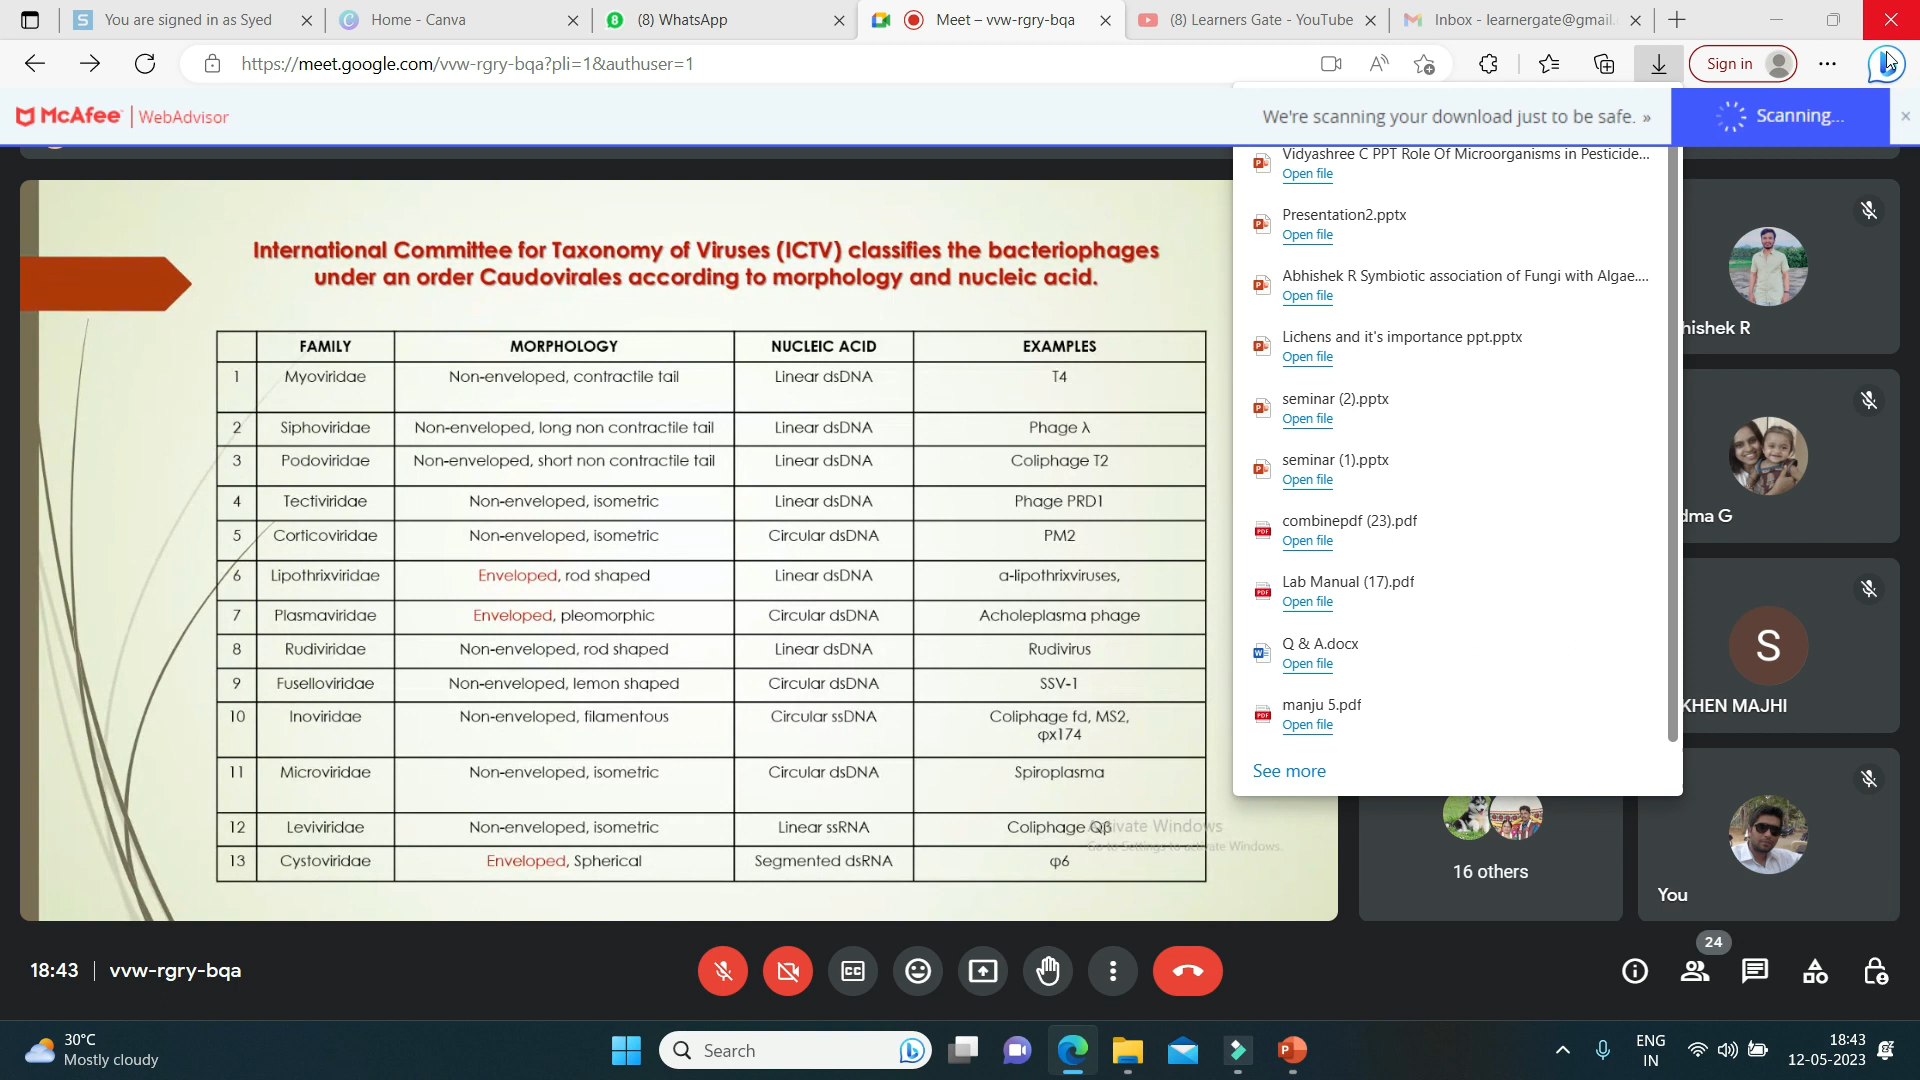 You are signed in as Syed
Home - Canva
(8) WhatsApp
Meet – vvw-rgry-bqa
(8) Learners Gate - YouTube
Inbox - learnergate@gmail.
https://meet.google.com/vvw-rgry-bqa?pli=1&authuser=1
Sign in
McAfee | WebAdvisor
We're scanning your download just to be safe. »
Scanning...
Vidyashree C PPT Role Of Microorganisms in Pesticide...
Open file
Presentation2.pptx
Open file
Abhishek R Symbiotic association of Fungi with Algae....
Open file
Lichens and it's importance ppt.pptx
Open file
seminar (2).pptx
Open file
seminar (1).pptx
Open file
combinepdf (23).pdf
Open file
Lab Manual (17).pdf
Open file
Q & A.docx
Open file
manju 5.pdf
Open file
See more
International Committee for Taxonomy of Viruses (ICTV) classifies the bacteriophages
under an order Caudovirales according to morphology and nucleic acid.
FAMILY MORPHOLOGY NUCLEIC ACID EXAMPLES
1 Myoviridae Non-enveloped, contractile tail Linear dsDNA T4
2 Siphoviridae Non-enveloped, long non contractile tail Linear dsDNA Phage λ
3 Podoviridae Non-enveloped, short non contractile tail Linear dsDNA Coliphage T2
4 Tectiviridae Non-enveloped, isometric Linear dsDNA Phage PRD1
5 Corticoviridae Non-enveloped, isometric Circular dsDNA PM2
6 Lipothrixviridae Enveloped, rod shaped Linear dsDNA α-lipothrixviruses,
7 Plasmaviridae Enveloped, pleomorphic Circular dsDNA Acholeplasma phage
8 Rudiviridae Non-enveloped, rod shaped Linear dsDNA Rudivirus
9 Fuselloviridae Non-enveloped, lemon shaped Circular dsDNA SSV-1
10 Inoviridae Non-enveloped, filamentous Circular ssDNA Coliphage fd, MS2,
φx174
11 Microviridae Non-enveloped, isometric Circular dsDNA Spiroplasma
12 Leviviridae Non-enveloped, isometric Linear ssRNA Coliphage Qβ
13 Cystoviridae Enveloped, Spherical Segmented dsRNA φ6
Activate Windows
Go to Settings to activate Windows.
hishek R
dma G
S
KHEN MAJHI
16 others
You
18:43 | vvw-rgry-bqa
CC
24
30°C
Mostly cloudy
Search
ENG
IN
18:43
12-05-2023